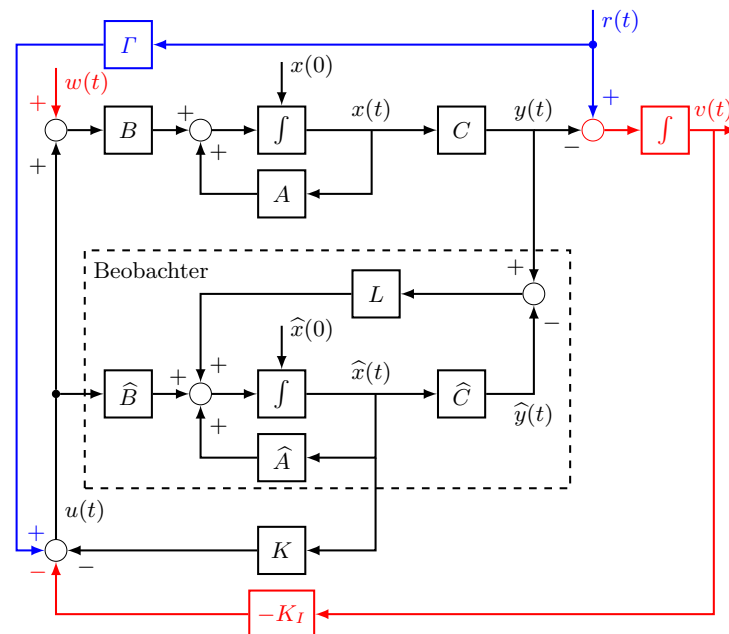 r(t)
Γ
w(t)
x(0)
+
+
x(t)
y(t)
v(t)
+
B
+
∫
C
−
∫
+
+
A
Beobachter
+
L
−
x̂(0)
+
+
x̂(t)
B̂
∫
Ĉ
ŷ(t)
+
Â
u(t)
+
−
−
K
−K_I